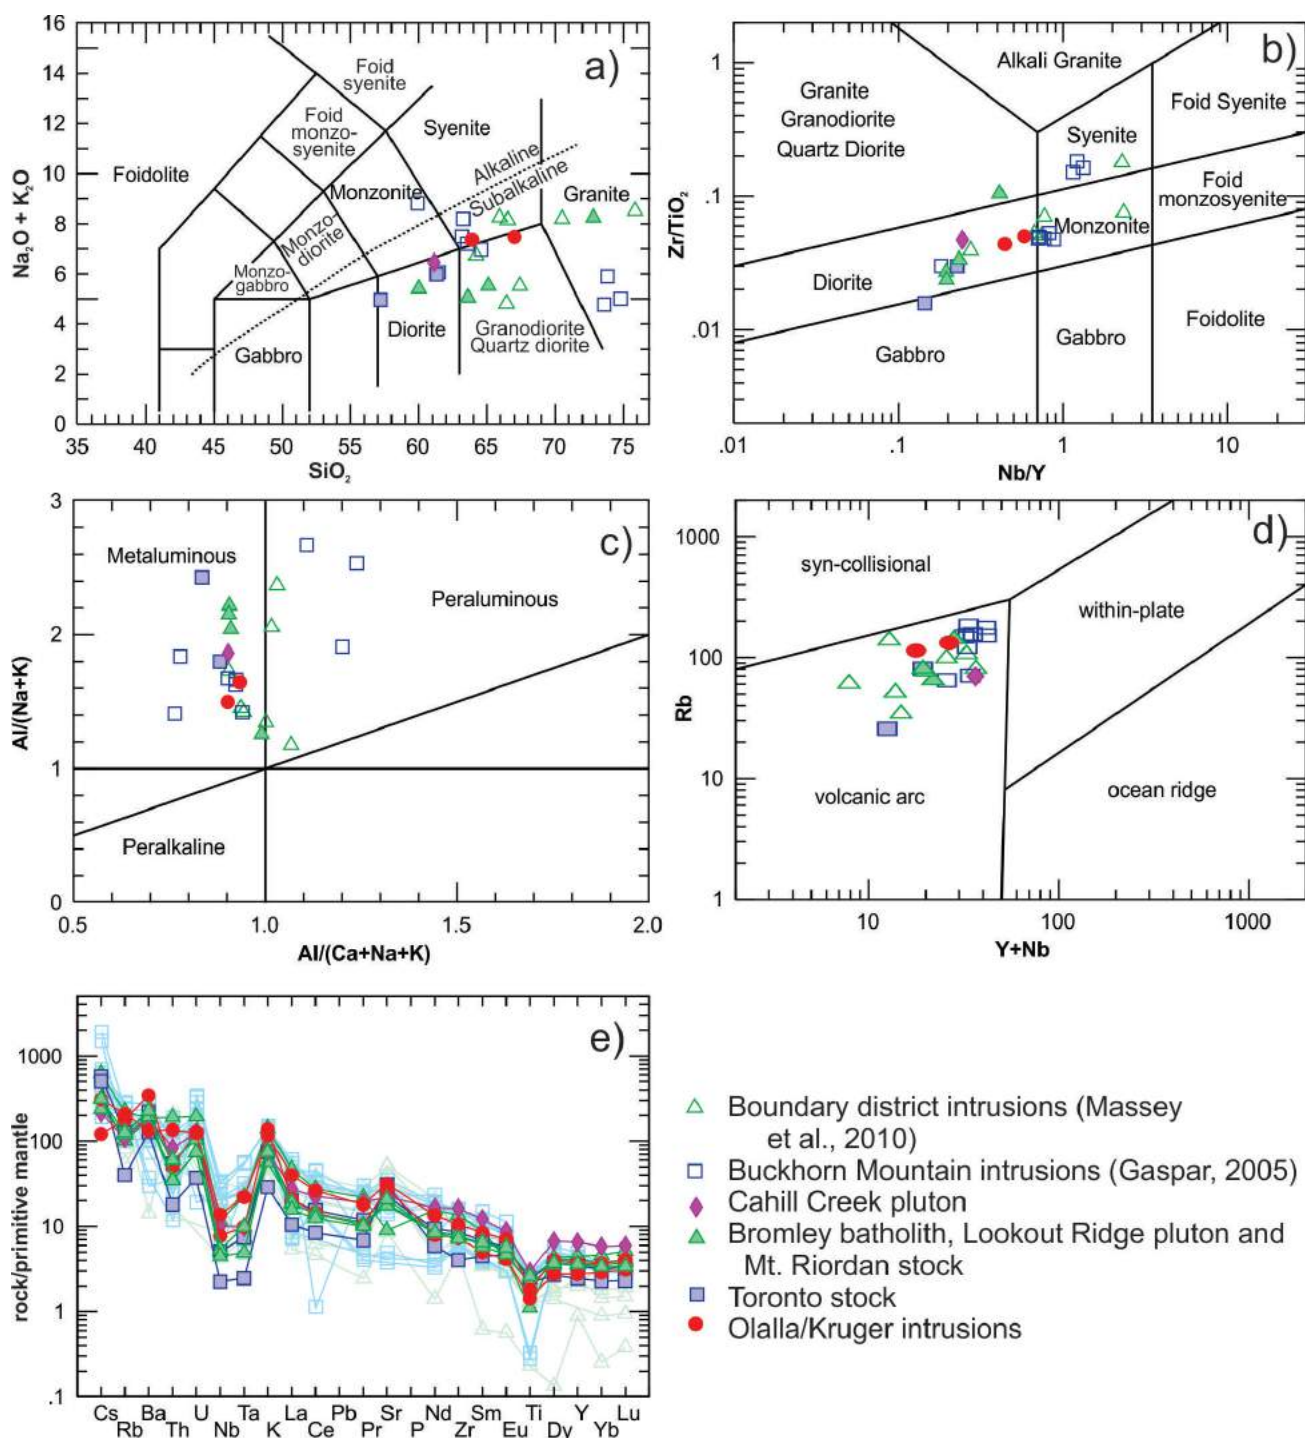 a)
16
14
12
10
8
6
4
2
0
Na2O + K2O
Foid
syenite
Foid
monzo-
syenite
Syenite
Foidolite
Monzonite
Alkaline
Subalkaline
Granite
Monzo-
diorite
Monzo
gabbro
Gabbro
Diorite
Granodiorite
Quartz diorite
35 40 45 50 55 60 65 70 75
SiO2
b)
1
0.1
.01
Zr/TiO2
Alkali Granite
Granite
Granodiorite
Quartz Diorite
Foid Syenite
Syenite
Foid
monzosyenite
Monzonite
Diorite
Gabbro
Gabbro
Foidolite
.01 .1 1 10
Nb/Y
c)
3
2
1
0
Al/(Na+K)
Metaluminous
Peraluminous
Peralkaline
0.5 1.0 1.5 2.0
Al/(Ca+Na+K)
d)
1000
100
10
1
Rb
syn-collisional
within-plate
volcanic arc
ocean ridge
10 100 1000
Y+Nb
e)
1000
100
10
1
.1
rock/primitive mantle
Cs Rb Ba Th U Nb Ta K La Ce Pb Pr Sr P Nd Zr Sm Eu Ti Dy Y Yb Lu
Boundary district intrusions (Massey
et al., 2010)
Buckhorn Mountain intrusions (Gaspar, 2005)
Cahill Creek pluton
Bromley batholith, Lookout Ridge pluton and
Mt. Riordan stock
Toronto stock
Olalla/Kruger intrusions